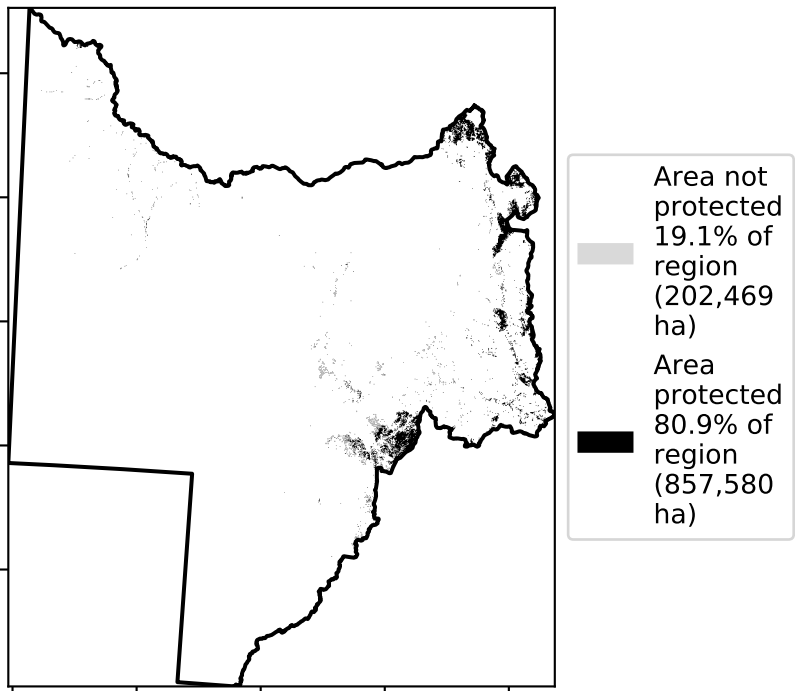 Area not
protected
19.1% of
region
(202,469
ha)
Area
protected
80.9% of
region
(857,580
ha)